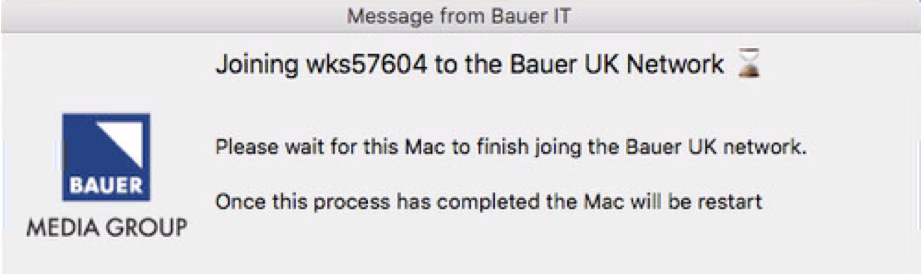 Message from Bauer IT
Joining wks57604 to the Bauer UK Network ⏳
Please wait for this Mac to finish joing the Bauer UK network.
BAUER
MEDIA GROUP
Once this process has completed the Mac will be restart